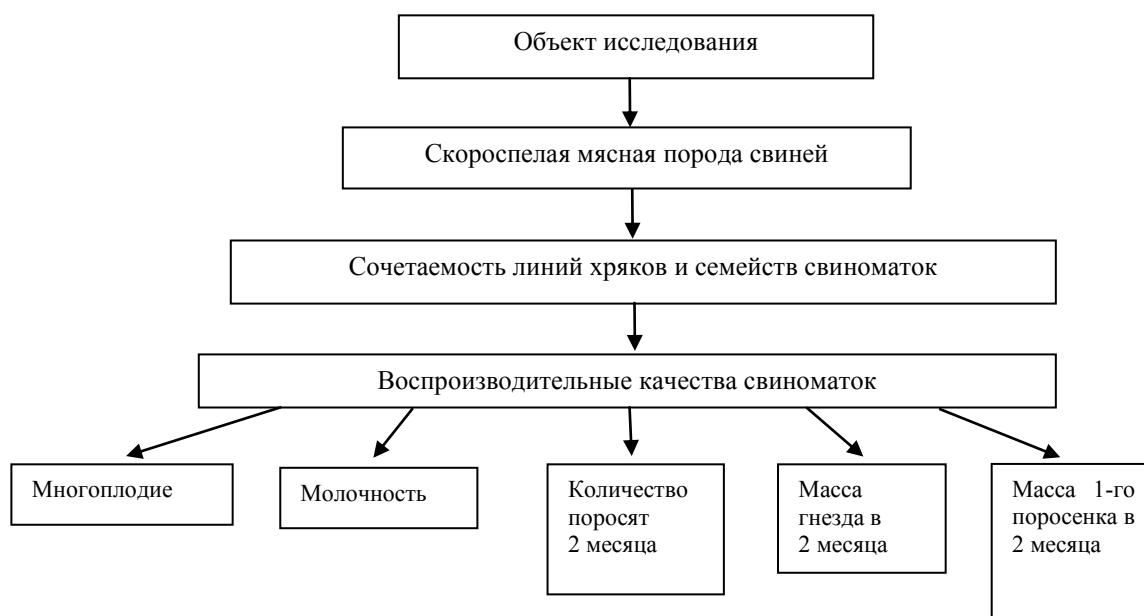 Объект исследования
Скороспелая мясная порода свиней
Сочетаемость линий хряков и семейств свиноматок
Воспроизводительные качества свиноматок
Многоплодие
Молочность
Количество
поросят
2 месяца
Масса
гнезда в
2 месяца
Масса 1-го
поросенка в
2 месяца